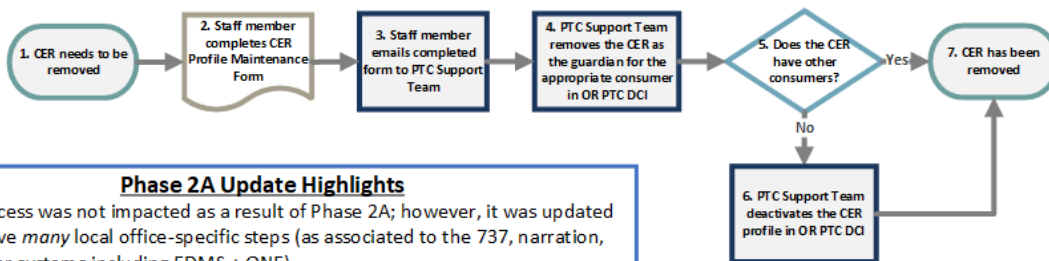 1. CER needs to be
removed
2. Staff member
completes CER
Profile Maintenance
Form
3. Staff member
emails completed
form to PTC Support
Team
4. PTC Support Team
removes the CER as
the guardian for the
appropriate consumer
in OR PTC DCI
5. Does the CER
have other
consumers?
Yes
7. CER has been
removed
No
6. PTC Support Team
deactivates the CER
profile in OR PTC DCI
Phase 2A Update Highlights
was not impacted as a result of Phase 2A; however, it was updated
many local office-specific steps (as associated to the 737, narration,
systems including EDMS + ONE)